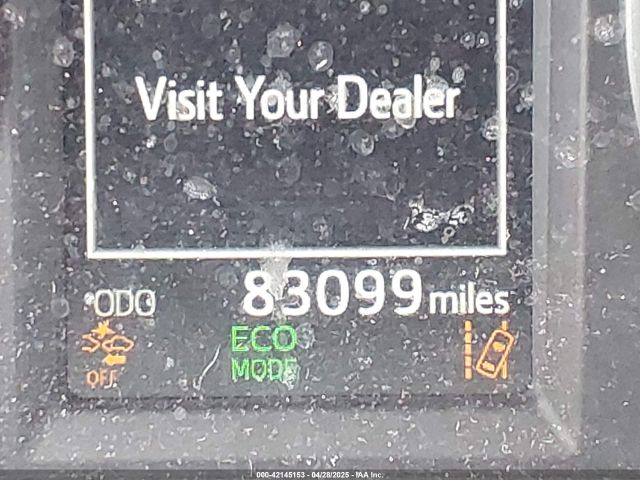 Visit Your Dealer
ODO 83099 miles
OFF ECO
MODE
000-42145153 - 04/28/2025 - IAA Inc.